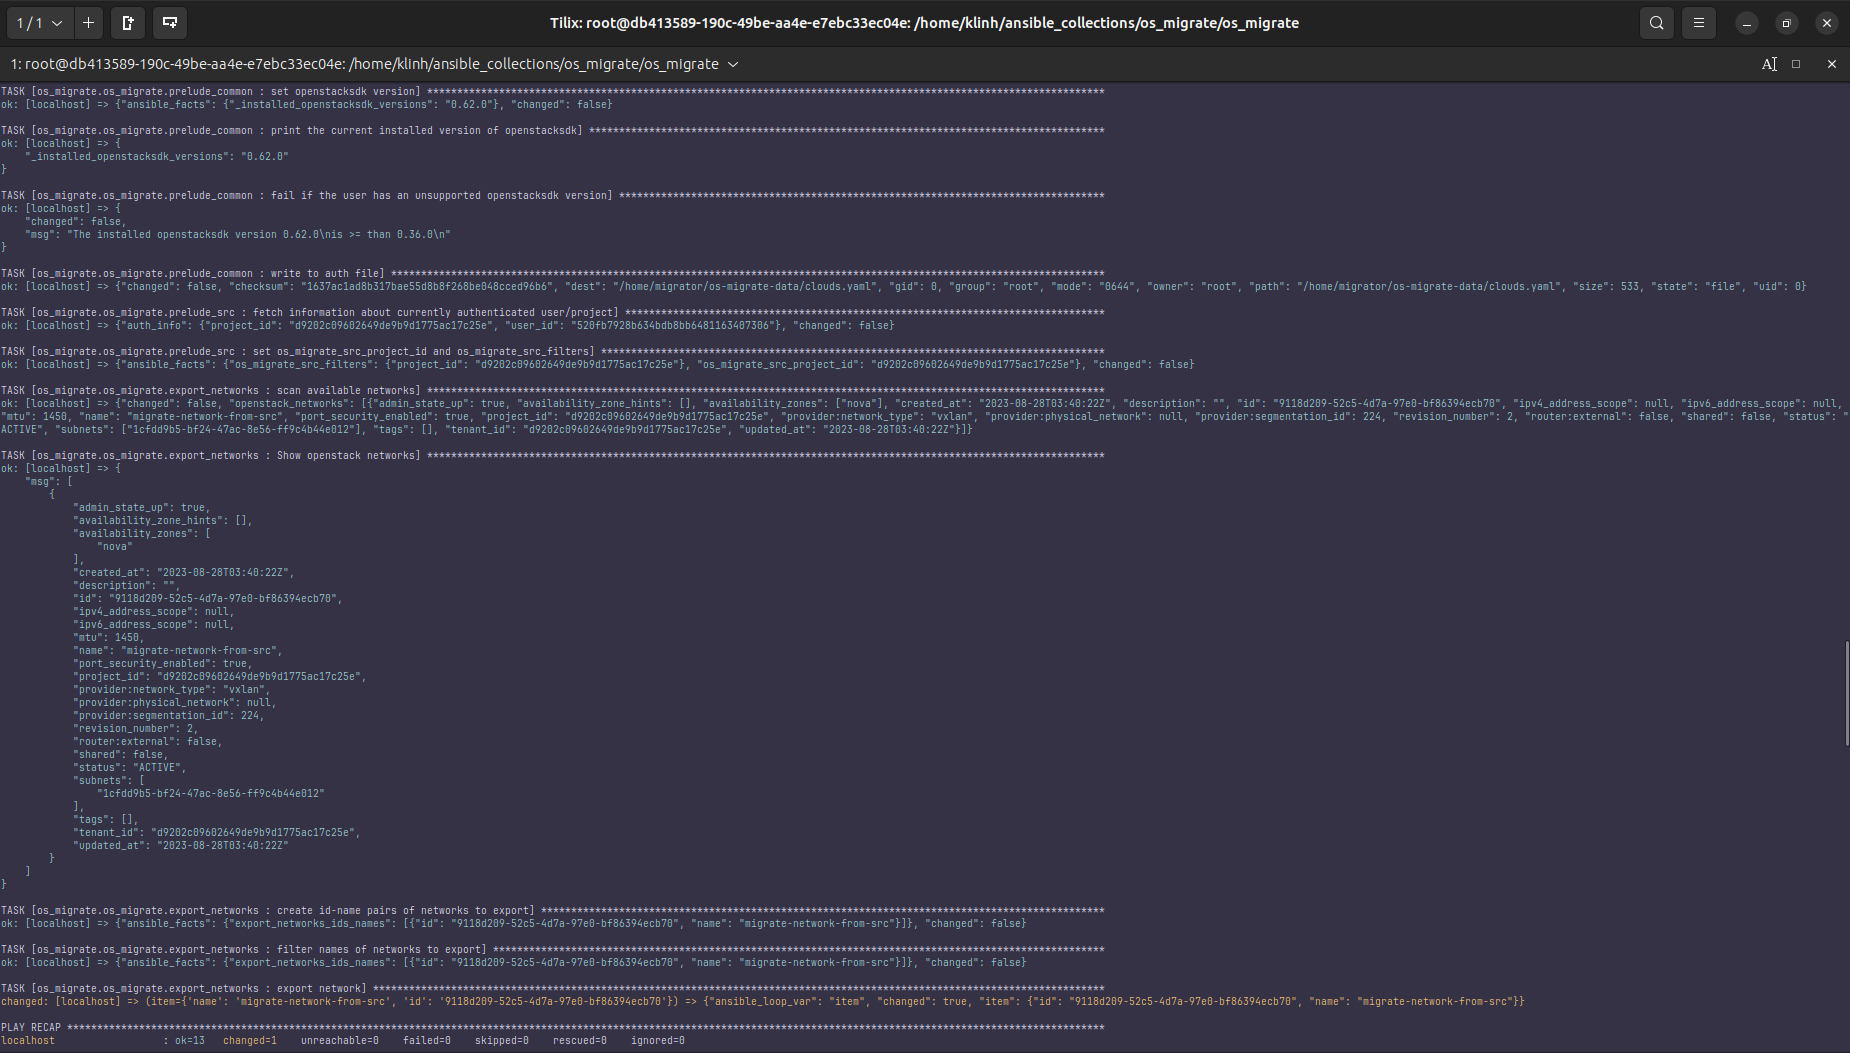 1 / 1
Tilix: root@db413589-190c-49be-aa4e-e7ebc33ec04e: /home/klinh/ansible_collections/os_migrate/os_migrate
1: root@db413589-190c-49be-aa4e-e7ebc33ec04e: /home/klinh/ansible_collections/os_migrate/os_migrate
TASK [os_migrate.os_migrate.prelude_common : set openstacksdk version] *****************************************************************************************************************
ok: [localhost] => {"ansible_facts": {"_installed_openstacksdk_versions": "0.62.0"}, "changed": false}
TASK [os_migrate.os_migrate.prelude_common : print the current installed version of openstacksdk] **************************************************************************************
ok: [localhost] => {
"_installed_openstacksdk_versions": "0.62.0"
}
TASK [os_migrate.os_migrate.prelude_common : fail if the user has an unsupported openstacksdk version] *********************************************************************************
ok: [localhost] => {
"changed": false,
"msg": "The installed openstacksdk version 0.62.0\nis >= than 0.36.0\n"
}
TASK [os_migrate.os_migrate.prelude_common : write to auth file] ***********************************************************************************************************************
ok: [localhost] => {"changed": false, "checksum": "1637ac1ad8b317bae55d8b8f268be048cced96b6", "dest": "/home/migrator/os-migrate-data/clouds.yaml", "gid": 0, "group": "root", "mode": "0644", "owner": "root", "path": "/home/migrator/os-migrate-data/clouds.yaml", "size": 533, "state": "file", "uid": 0}
TASK [os_migrate.os_migrate.prelude_src : fetch information about currently authenticated user/project] ********************************************************************************
ok: [localhost] => {"auth_info": {"project_id": "d9202c09602649de9b9d1775ac17c25e", "user_id": "520fb7928b634bdb8bb6481163407306"}, "changed": false}
TASK [os_migrate.os_migrate.prelude_src : set os_migrate_src_project_id and os_migrate_src_filters] ************************************************************************************
ok: [localhost] => {"ansible_facts": {"os_migrate_src_filters": {"project_id": "d9202c09602649de9b9d1775ac17c25e"}, "os_migrate_src_project_id": "d9202c09602649de9b9d1775ac17c25e"}, "changed": false}
TASK [os_migrate.os_migrate.export_networks : scan available networks] *****************************************************************************************************************
ok: [localhost] => {"changed": false, "openstack_networks": [{"admin_state_up": true, "availability_zone_hints": [], "availability_zones": ["nova"], "created_at": "2023-08-28T03:40:22Z", "description": "", "id": "9118d209-52c5-4d7a-97e0-bf86394ecb70", "ipv4_address_scope": null, "ipv6_address_scope": null,
"mtu": 1450, "name": "migrate-network-from-src", "port_security_enabled": true, "project_id": "d9202c09602649de9b9d1775ac17c25e", "provider:network_type": "vxlan", "provider:physical_network": null, "provider:segmentation_id": 224, "revision_number": 2, "router:external": false, "shared": false, "status": "
ACTIVE", "subnets": ["1cfdd9b5-bf24-47ac-8e56-ff9c4b44e012"], "tags": [], "tenant_id": "d9202c09602649de9b9d1775ac17c25e", "updated_at": "2023-08-28T03:40:22Z"}]}
TASK [os_migrate.os_migrate.export_networks : Show openstack networks] *****************************************************************************************************************
ok: [localhost] => {
"msg": [
{
"admin_state_up": true,
"availability_zone_hints": [],
"availability_zones": [
"nova"
],
"created_at": "2023-08-28T03:40:22Z",
"description": "",
"id": "9118d209-52c5-4d7a-97e0-bf86394ecb70",
"ipv4_address_scope": null,
"ipv6_address_scope": null,
"mtu": 1450,
"name": "migrate-network-from-src",
"port_security_enabled": true,
"project_id": "d9202c09602649de9b9d1775ac17c25e",
"provider:network_type": "vxlan",
"provider:physical_network": null,
"provider:segmentation_id": 224,
"revision_number": 2,
"router:external": false,
"shared": false,
"status": "ACTIVE",
"subnets": [
"1cfdd9b5-bf24-47ac-8e56-ff9c4b44e012"
],
"tags": [],
"tenant_id": "d9202c09602649de9b9d1775ac17c25e",
"updated_at": "2023-08-28T03:40:22Z"
}
]
}
TASK [os_migrate.os_migrate.export_networks : create id-name pairs of networks to export] **********************************************************************************************
ok: [localhost] => {"ansible_facts": {"export_networks_ids_names": [{"id": "9118d209-52c5-4d7a-97e0-bf86394ecb70", "name": "migrate-network-from-src"}]}, "changed": false}
TASK [os_migrate.os_migrate.export_networks : filter names of networks to export] ******************************************************************************************************
ok: [localhost] => {"ansible_facts": {"export_networks_ids_names": [{"id": "9118d209-52c5-4d7a-97e0-bf86394ecb70", "name": "migrate-network-from-src"}]}, "changed": false}
TASK [os_migrate.os_migrate.export_networks : export network] **************************************************************************************************************************
changed: [localhost] => (item={'name': 'migrate-network-from-src', 'id': '9118d209-52c5-4d7a-97e0-bf86394ecb70'}) => {"ansible_loop_var": "item", "changed": true, "item": {"id": "9118d209-52c5-4d7a-97e0-bf86394ecb70", "name": "migrate-network-from-src"}}
PLAY RECAP *****************************************************************************************************************************************************************************
localhost : ok=13 changed=1 unreachable=0 failed=0 skipped=0 rescued=0 ignored=0